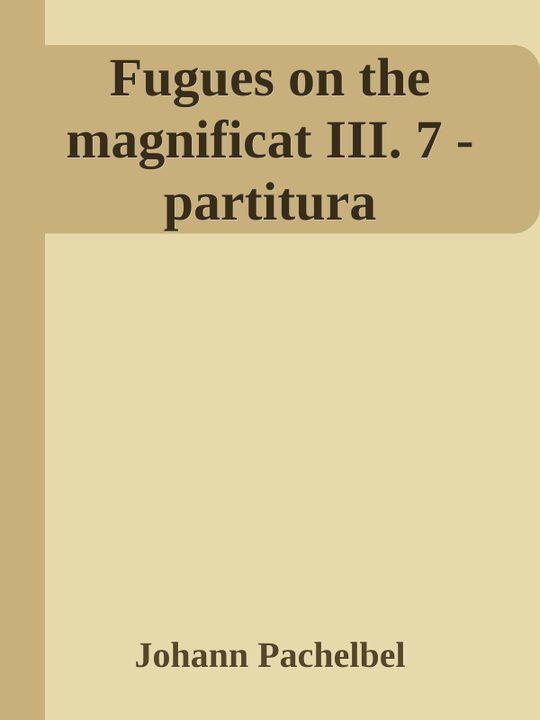 Fugues on the
magnificat III. 7 -
partitura
Johann Pachelbel